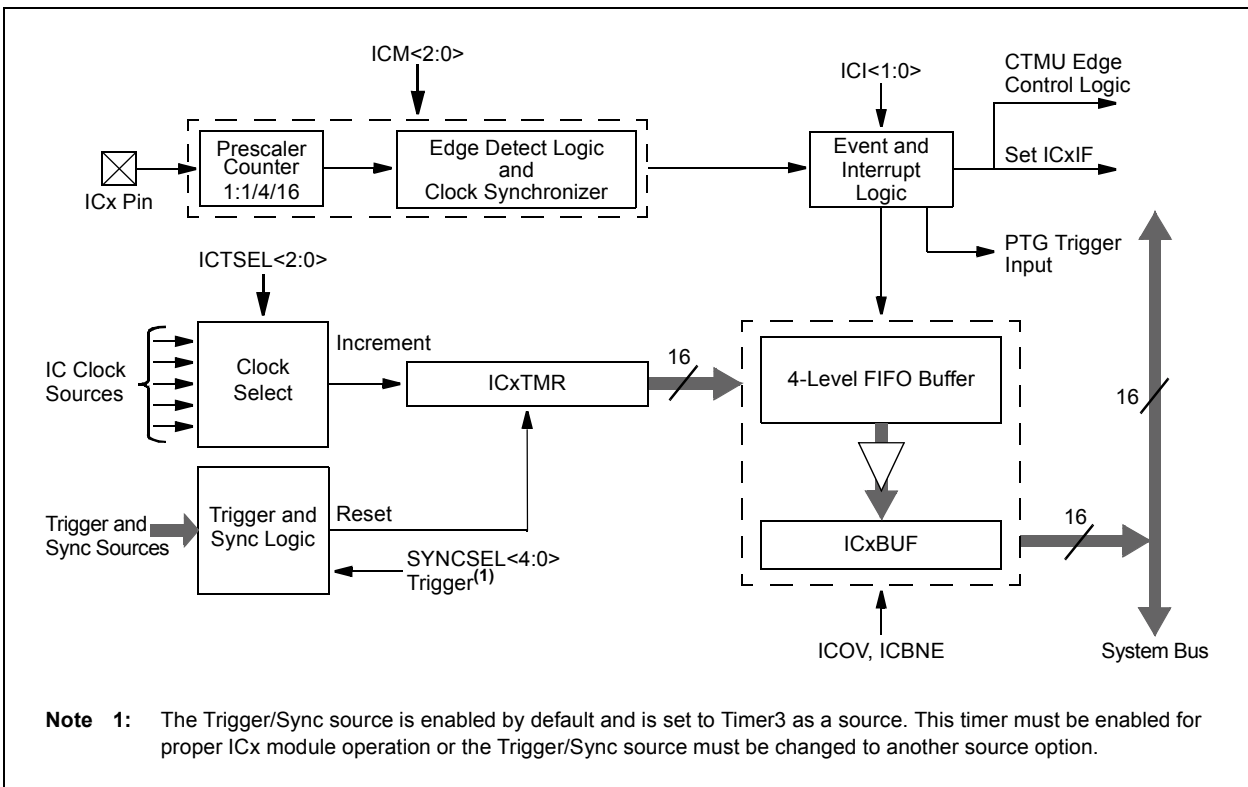 ICM<2:0>
ICI<1:0>
CTMU Edge
Control Logic
Prescaler
Counter
1:1/4/16
Edge Detect Logic
and
Clock Synchronizer
Event and
Interrupt
Logic
Set ICxIF
ICx Pin
PTG Trigger
Input
ICTSEL<2:0>
IC Clock
Sources
Clock
Select
Increment
ICxTMR
16
4-Level FIFO Buffer
16
Trigger and
Sync Sources
Trigger and
Sync Logic
Reset
SYNCSEL<4:0>
Trigger(1)
ICxBUF
16
ICOV, ICBNE
System Bus
Note 1: The Trigger/Sync source is enabled by default and is set to Timer3 as a source. This timer must be enabled for
proper ICx module operation or the Trigger/Sync source must be changed to another source option.